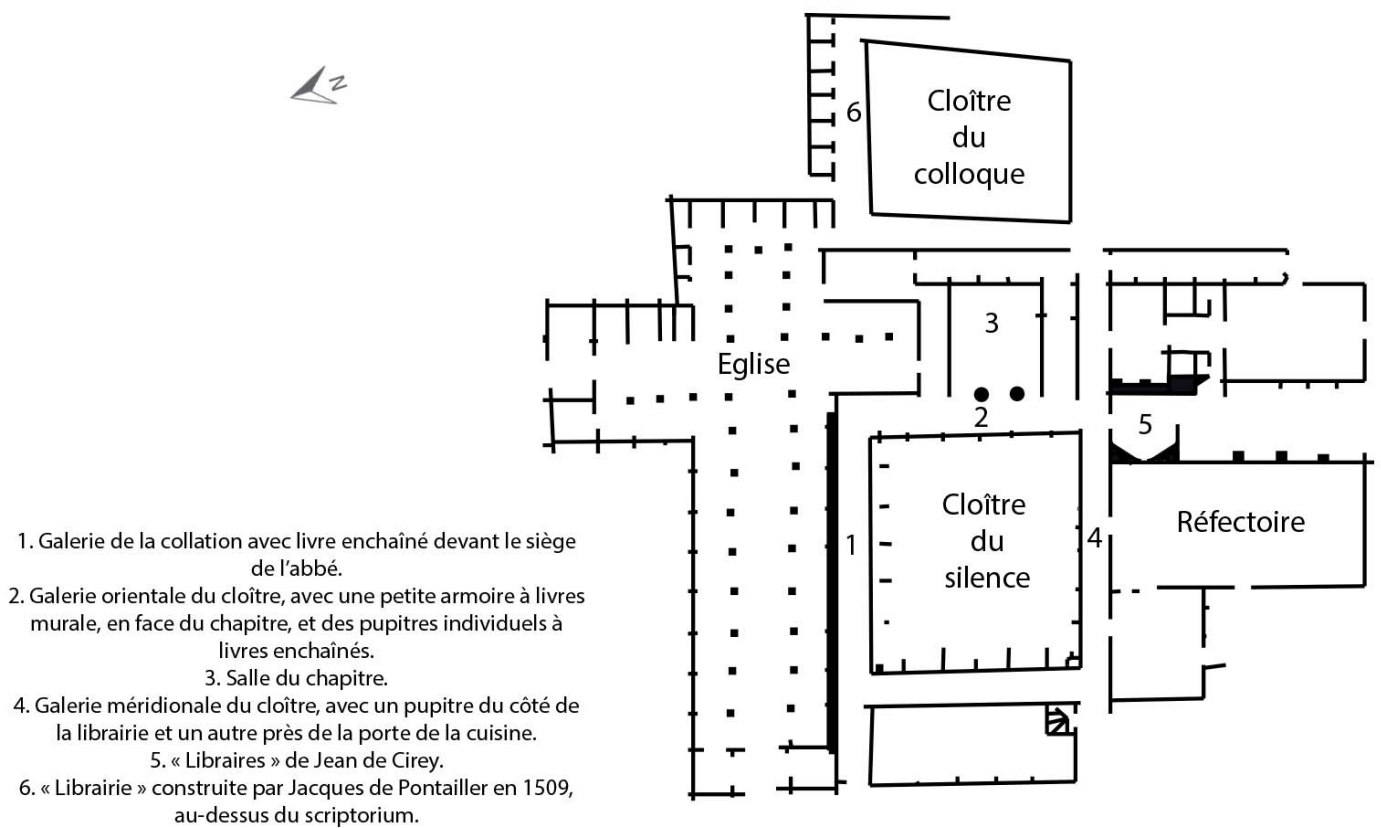 N
Cloître
du
colloque
6
3
Eglise
2
5
Cloître
du
silence
Réfectoire
1
4
1. Galerie de la collation avec livre enchaîné devant le siège
de l'abbé.
2. Galerie orientale du cloître, avec une petite armoire à livres
murale, en face du chapitre, et des pupitres individuels à
livres enchaînés.
3. Salle du chapitre.
4. Galerie méridionale du cloître, avec un pupitre du côté de
la librairie et un autre près de la porte de la cuisine.
5. « Libraires » de Jean de Cirey.
6. « Librairie » construite par Jacques de Pontailler en 1509,
au-dessus du scriptorium.